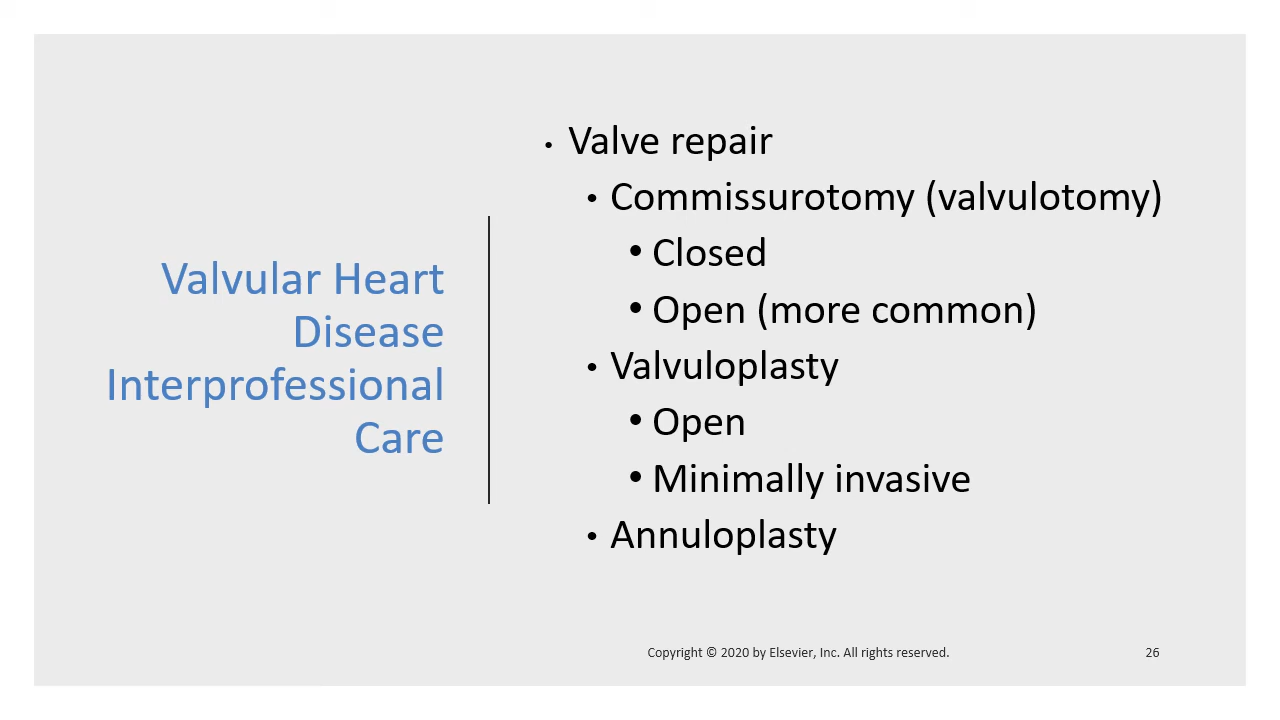 Valvular Heart
Disease
Interprofessional
Care
• Valve repair
• Commissurotomy (valvulotomy)
• Closed
• Open (more common)
• Valvuloplasty
• Open
• Minimally invasive
• Annuloplasty
Copyright © 2020 by Elsevier, Inc. All rights reserved.
26